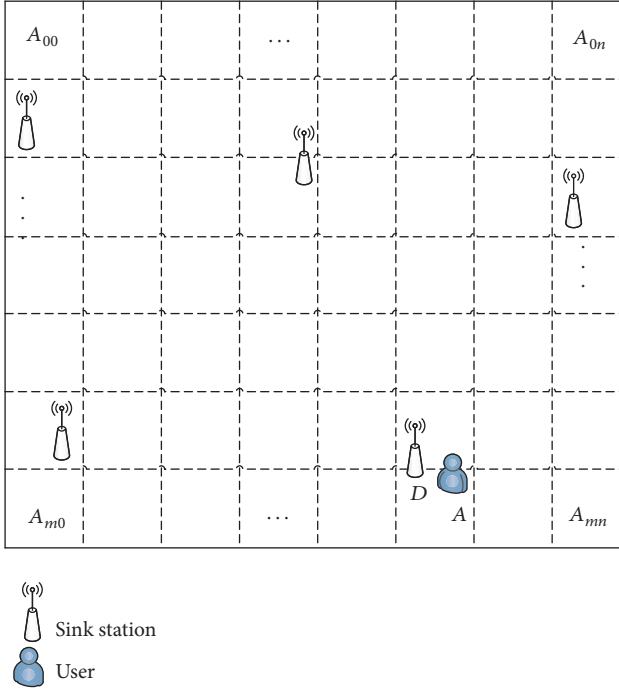 A00 ... A0n
D
A
Am0 ... Amn
Sink station
User